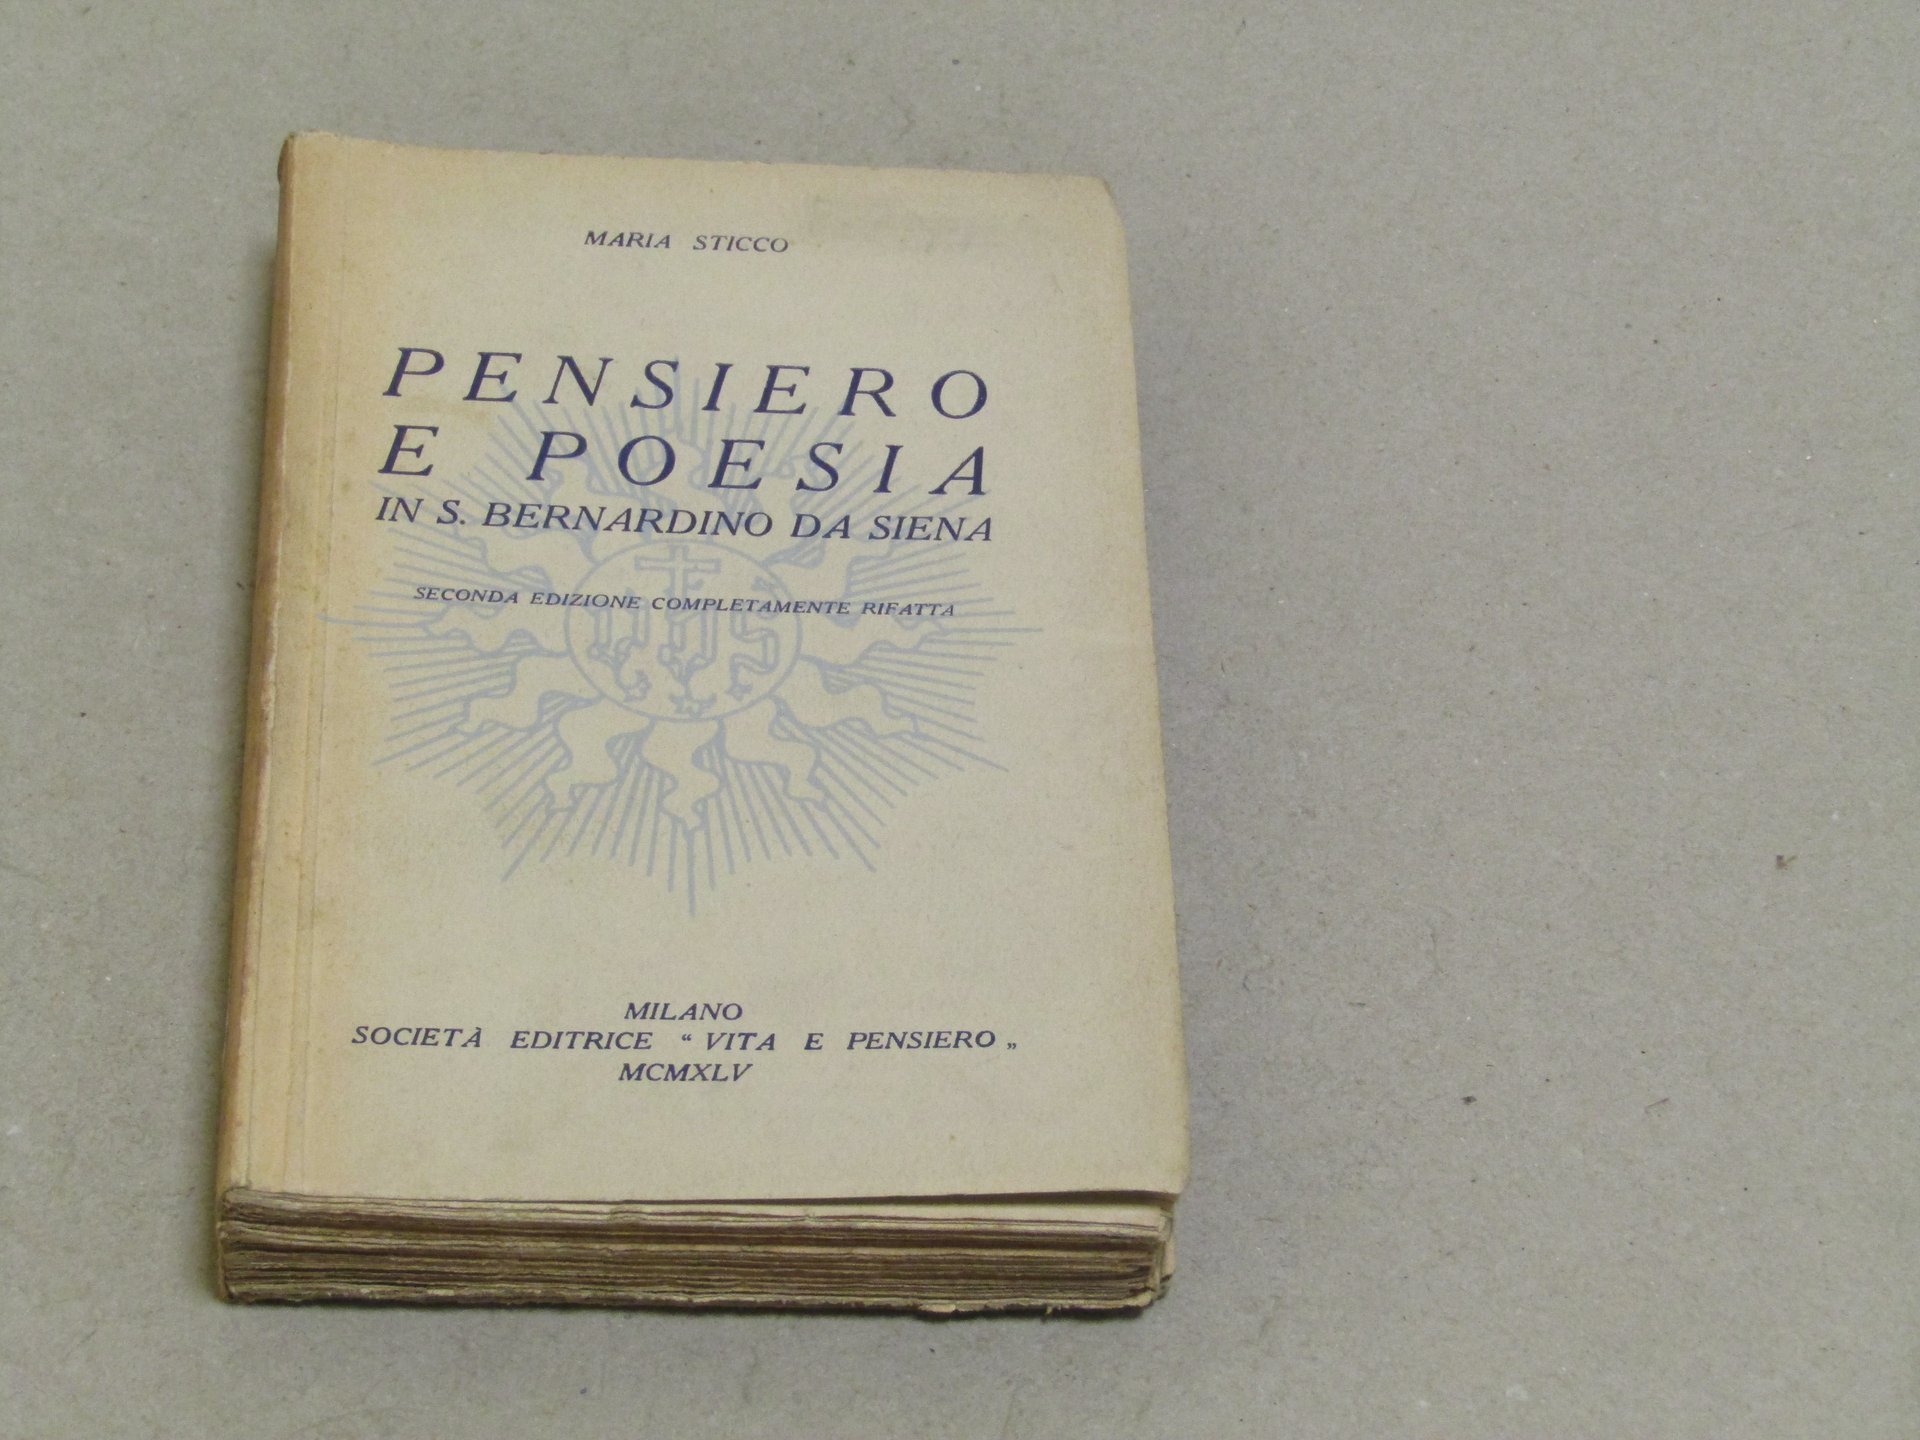 MARIA STICCO
PENSIERO
E POESIA
IN S. BERNARDINO DA SIENA
SECONDA EDIZIONE COMPLETAMENTE RIFATTA
MILANO
SOCIETÀ EDITRICE “ VITA E PENSIERO „
MCMXLV